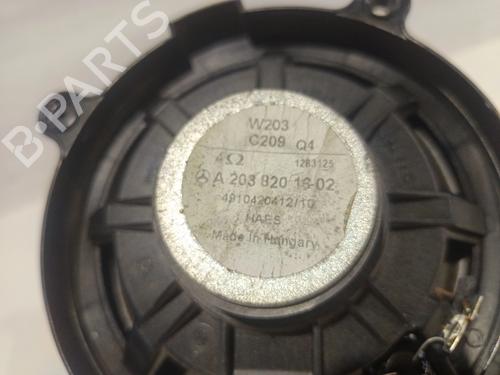 B-PARTS
W203
C209 Q4
4Ω 1283125
A 203 820 16 02
4910420412/10
HAES
Made in Hungary